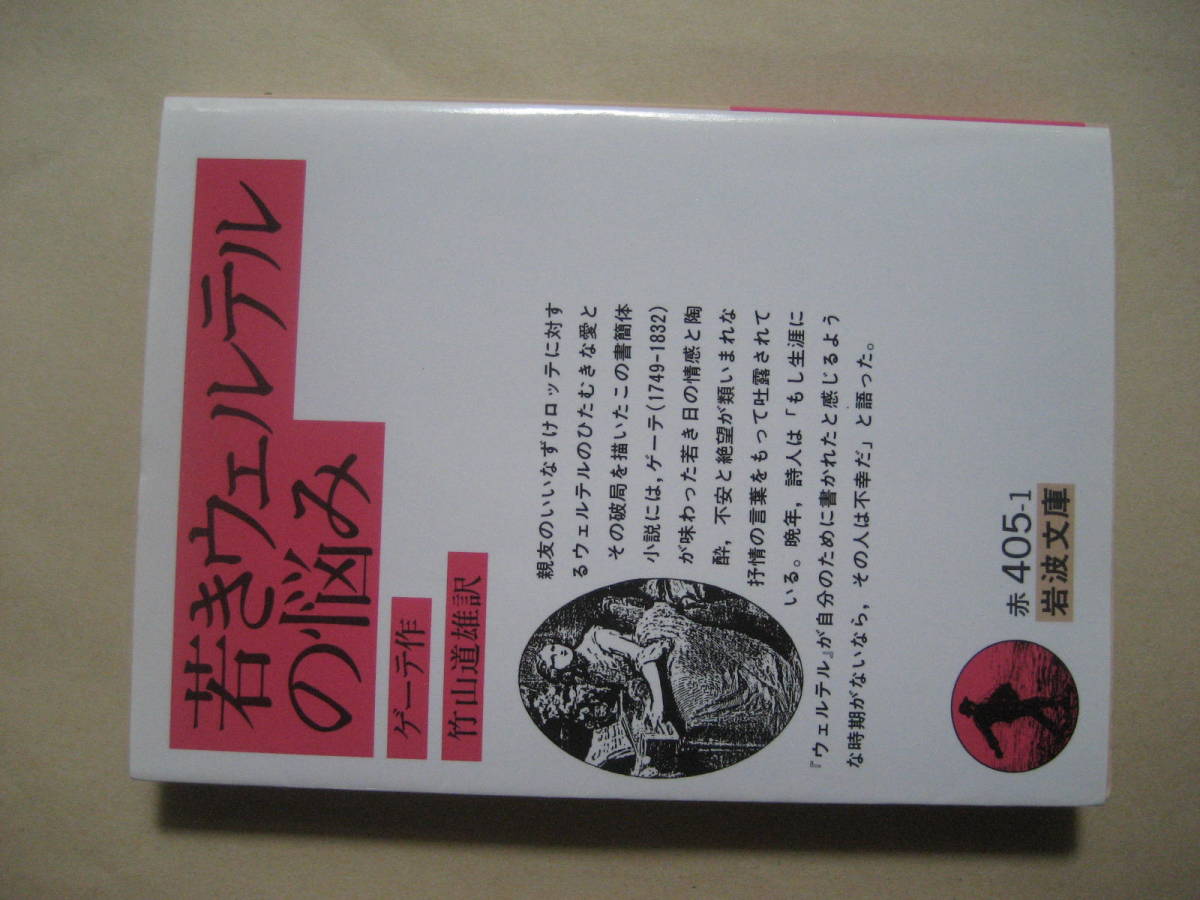 若きウェルテル
の悩み
ゲーテ作
竹山道雄訳
親友のいいなずけロッテに対す
るウェルテルのひたむきな愛と
その破局を描いたこの書簡体
小説には，ゲーテ(1749-1832)
が味わった若き日の情感と陶
酔，不安と絶望が類いまれな
抒情の言葉をもって吐露されて
いる。晩年，詩人は「もし生涯に
『ウェルテル』が自分のために書かれたと感じるよう
な時期がないなら，その人は不幸だ」と語った。
赤 405-1
岩波文庫